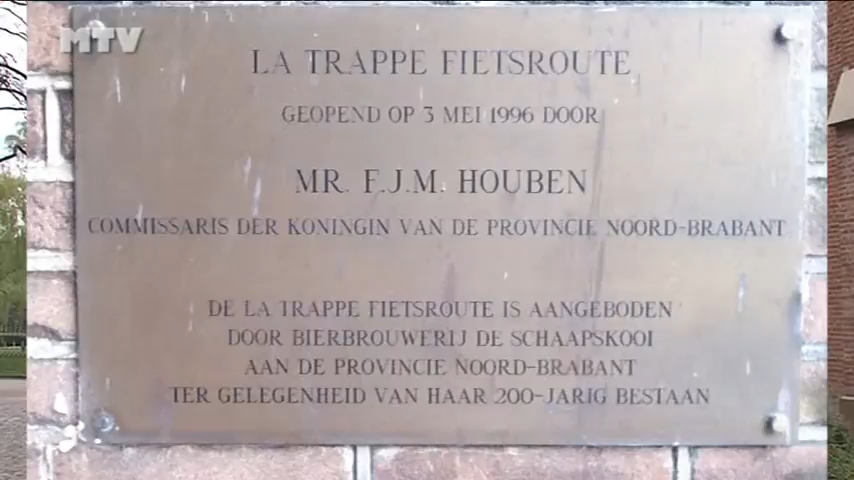 MTV
LA TRAPPE FIETSROUTE
GEOPEND OP 3 MEI 1996 DOOR
MR. F.J.M. HOUBEN
COMMISSARIS DER KONINGIN VAN DE PROVINCIE NOORD-BRABANT
DE LA TRAPPE FIETSROUTE IS AANGEBODEN
DOOR BIERBROUWERIJ DE SCHAAPSKOOI
AAN DE PROVINCIE NOORD-BRABANT
TER GELEGENHEID VAN HAAR 200-JARIG BESTAAN